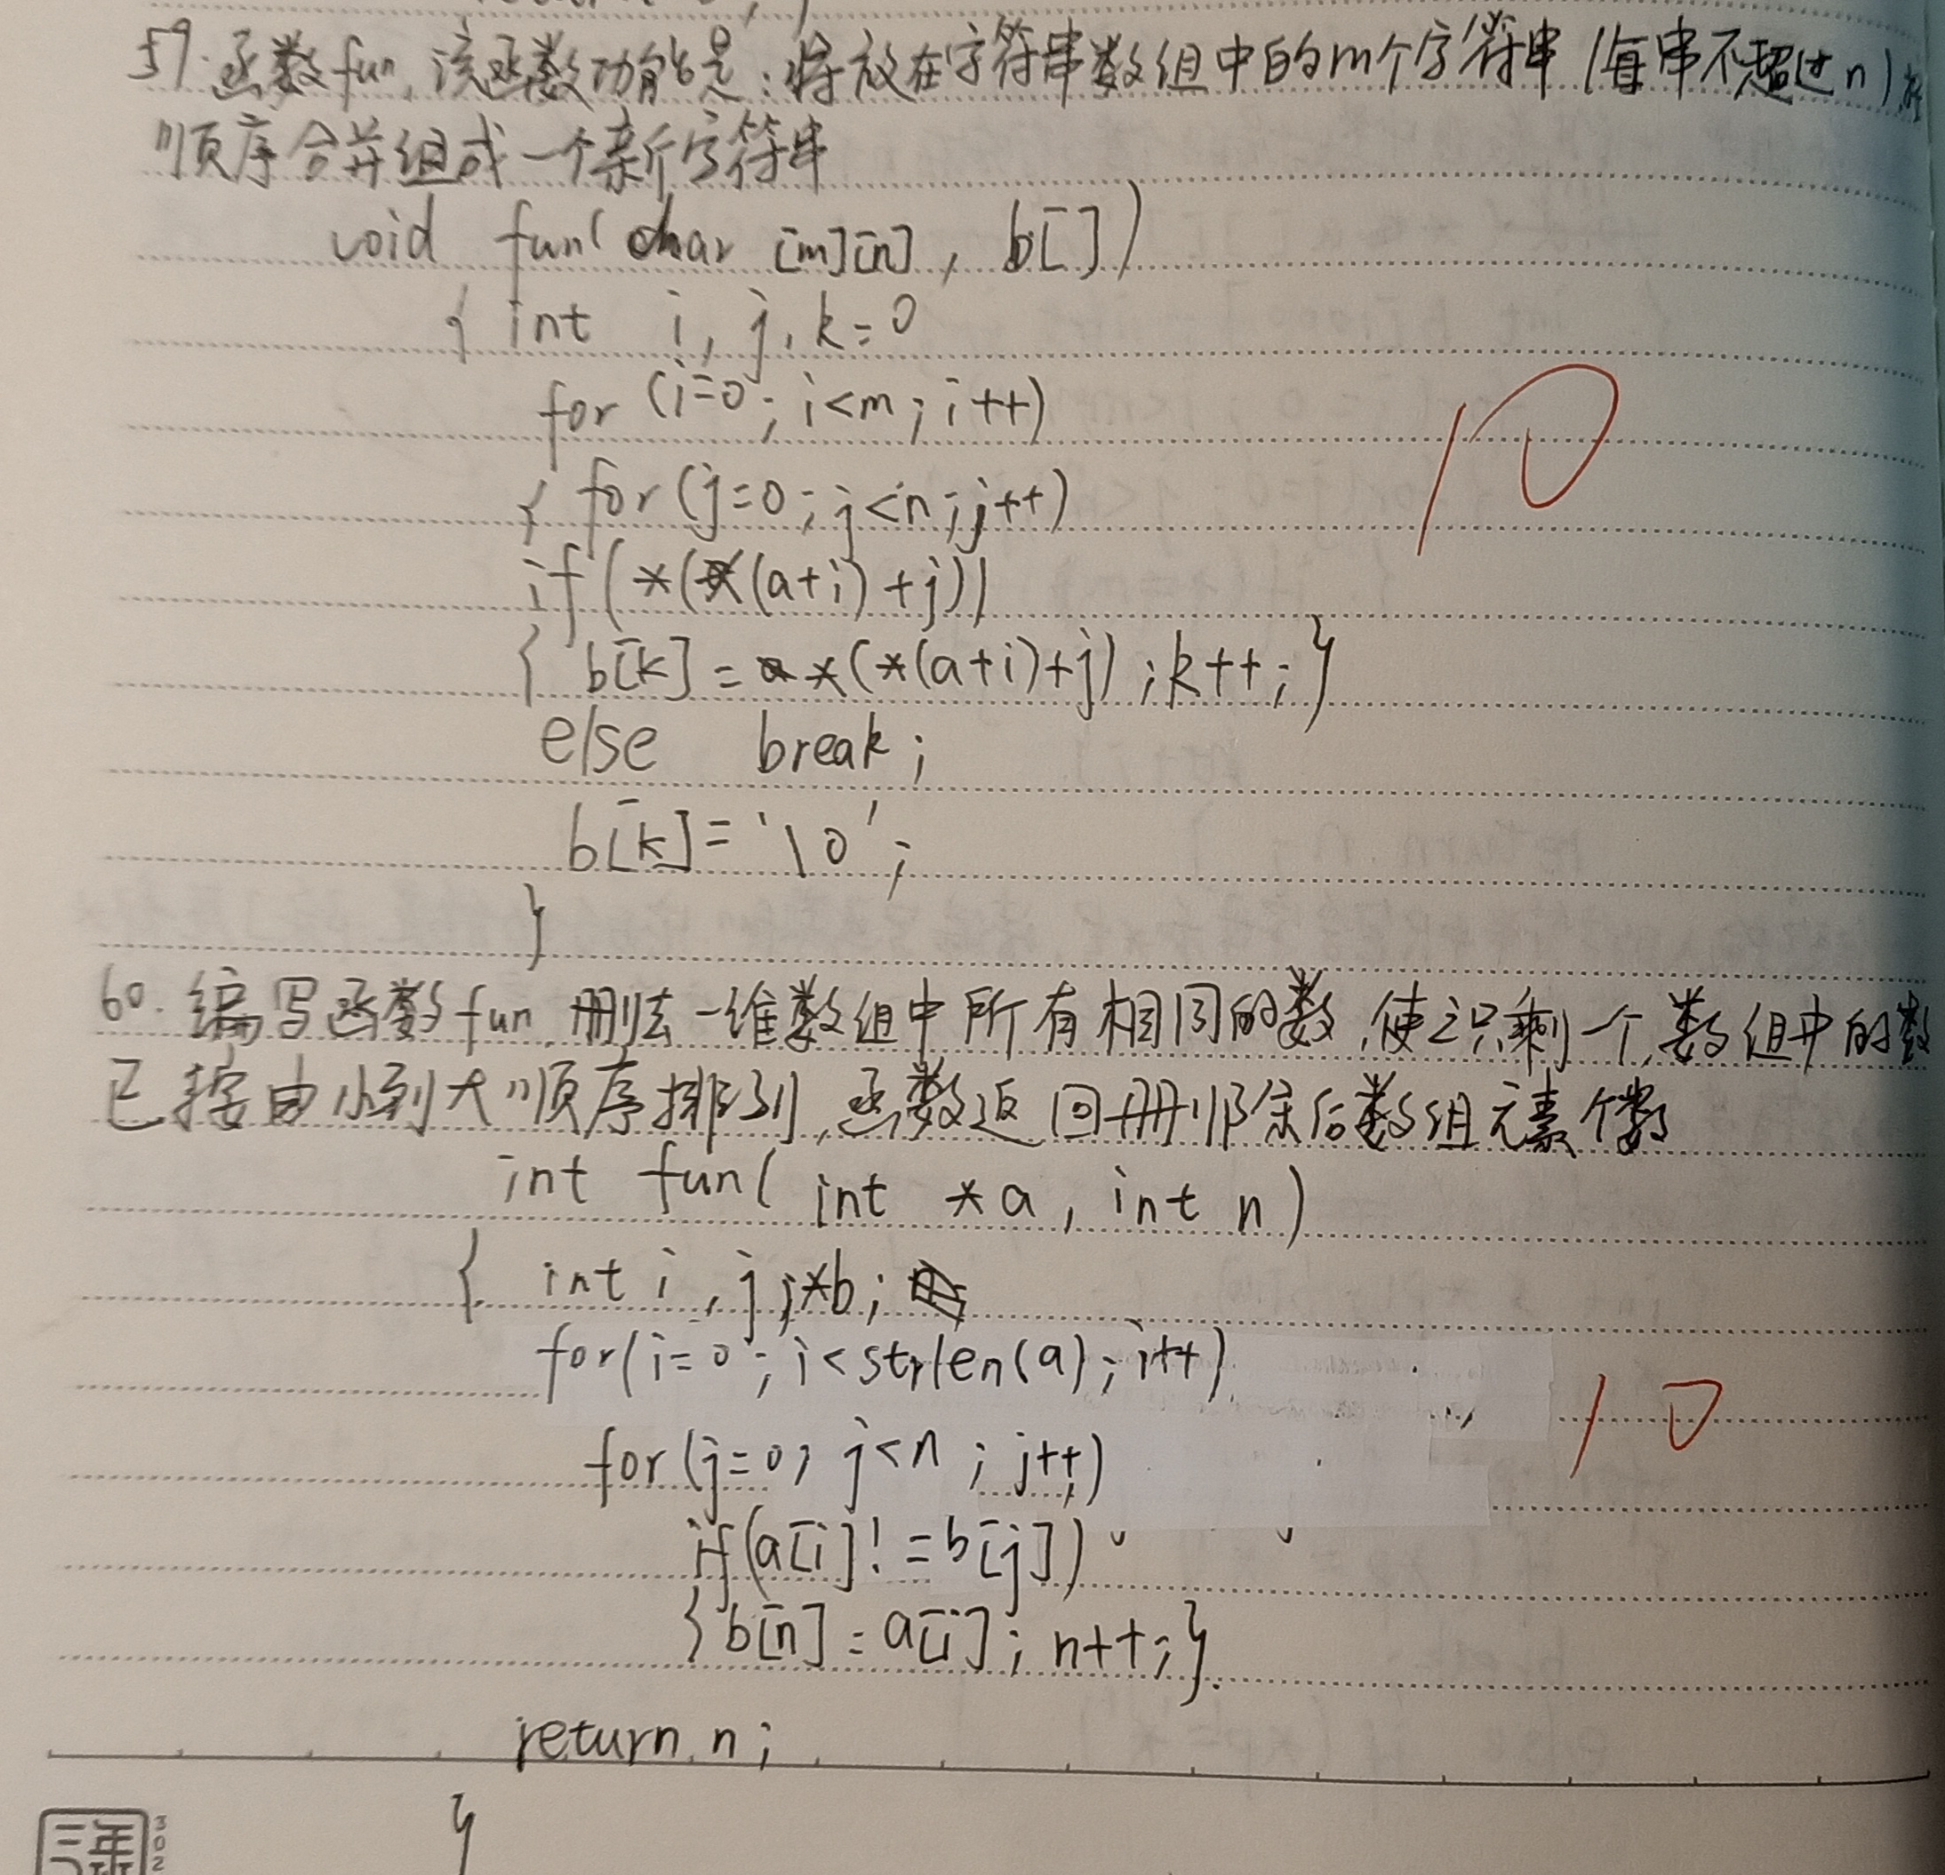 59.函数fun,该函数功能是:将放在字符串数组中的m个字符串(每串不超过n),按
顺序合并组成一个新字符串
void fun(char [m][n], b[])
{ int i, j, k=0
for (i=0; i<m; i++)
{ for(j=0; j<n; j++)
if(*(*(a+i)+j))
{ b[k] = *(*(a+i)+j); k++; }
else break;
b[k]='\0';
}
10
60.编写函数fun,删去一维数组中所有相同的数,使之只剩一个,数组中的数
已按由小到大顺序排列,函数返回删除后数组元素个数
int fun( int *a, int n)
{ int i, j, *b;
for(i=0; i<strlen(a); i++)
for(j=0; j<n; j++)
if(a[i]!=b[j])
{b[n]=a[i]; n++;}
return n;
}
10
三年
302